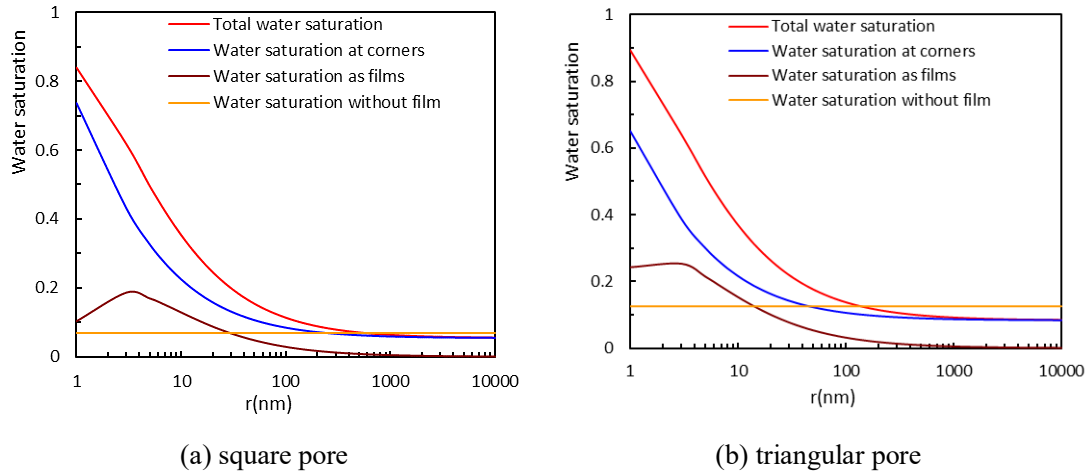 Water saturation
1
0.8
0.6
0.4
0.2
0
1
10
100
1000
10000
r(nm)
Total water saturation
Water saturation at corners
Water saturation as films
Water saturation without film
(a) square pore
Water saturation
1
0.8
0.6
0.4
0.2
0
1
10
100
1000
10000
r(nm)
Total water saturation
Water saturation at corners
Water saturation as films
Water saturation without film
(b) triangular pore